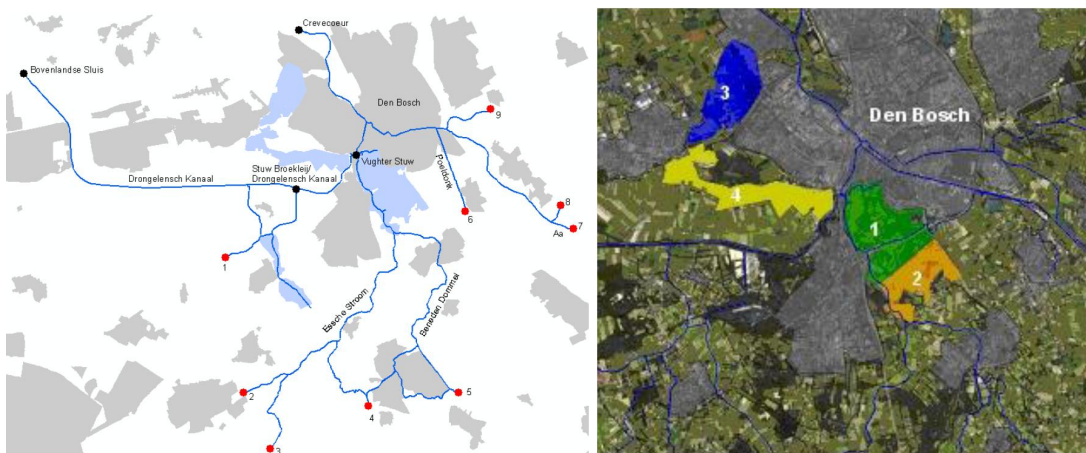 Crevecoeur
Bovenlandse Sluis
Den Bosch
9
Vughter Stuw
Stuw Broekleij/
Drongelensch Kanaal
Drongelensch Kanaal
Poeldonk
8
6
Aa
7
1
Essche Stroom
Beneden Dommel
2
5
4
3
3
Den Bosch
4
1
2